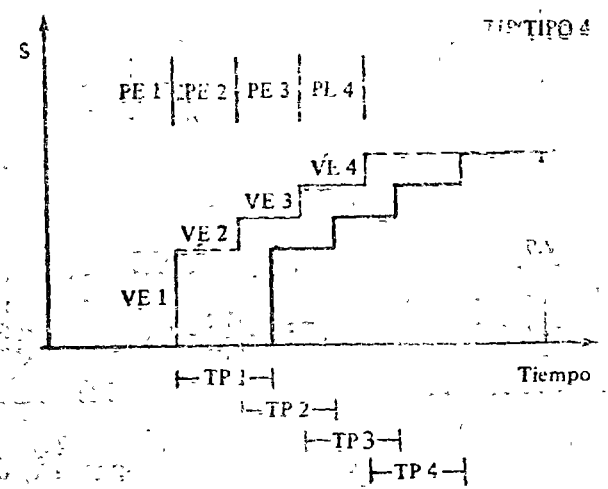 TIPO 4
S
PE 1 PE 2 PE 3 PE 4
VE 4
VE 3
VE 2
VE 1
Tiempo
TP 1
TP 2
TP 3
TP 4